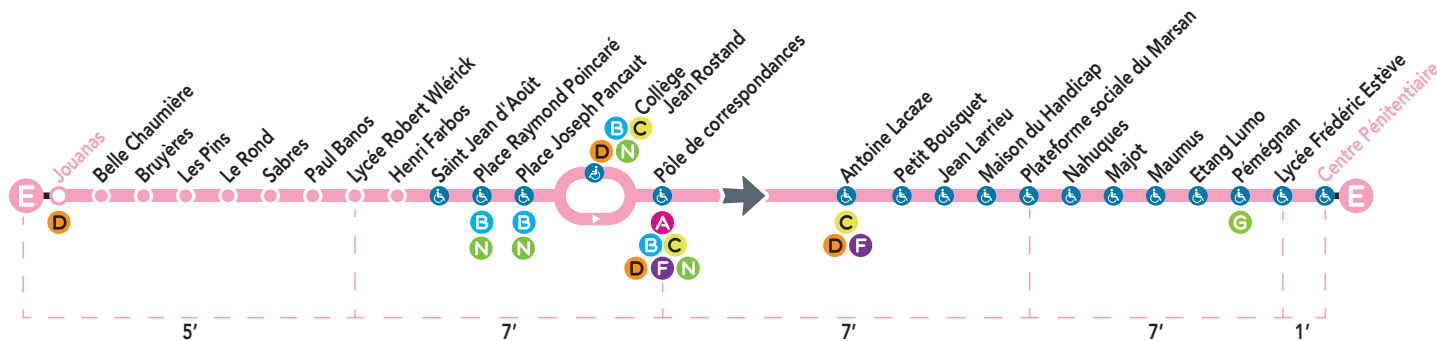 E
Jouanas
D
Belle Chaumière
Bruyères
Les Pins
Le Rond
Sabres
Paul Banos
Lycée Robert Wlérick
Henri Farbos
Saint Jean d'Août
Place Raymond Poincaré
B
N
Place Joseph Pancaut
B
N
Collège
Jean Rostand
B C
D N
Pôle de correspondances
A
B C
D F N
Antoine Lacaze
C
D F
Petit Bousquet
Jean Larrieu
Maison du Handicap
Plateforme sociale du Marsan
Nahuques
Majot
Maumus
Etang Lumo
Pémégnan
G
Lycée Frédéric Estève
Centre Pénitentiaire
E
5’
7’
7’
7’
1’